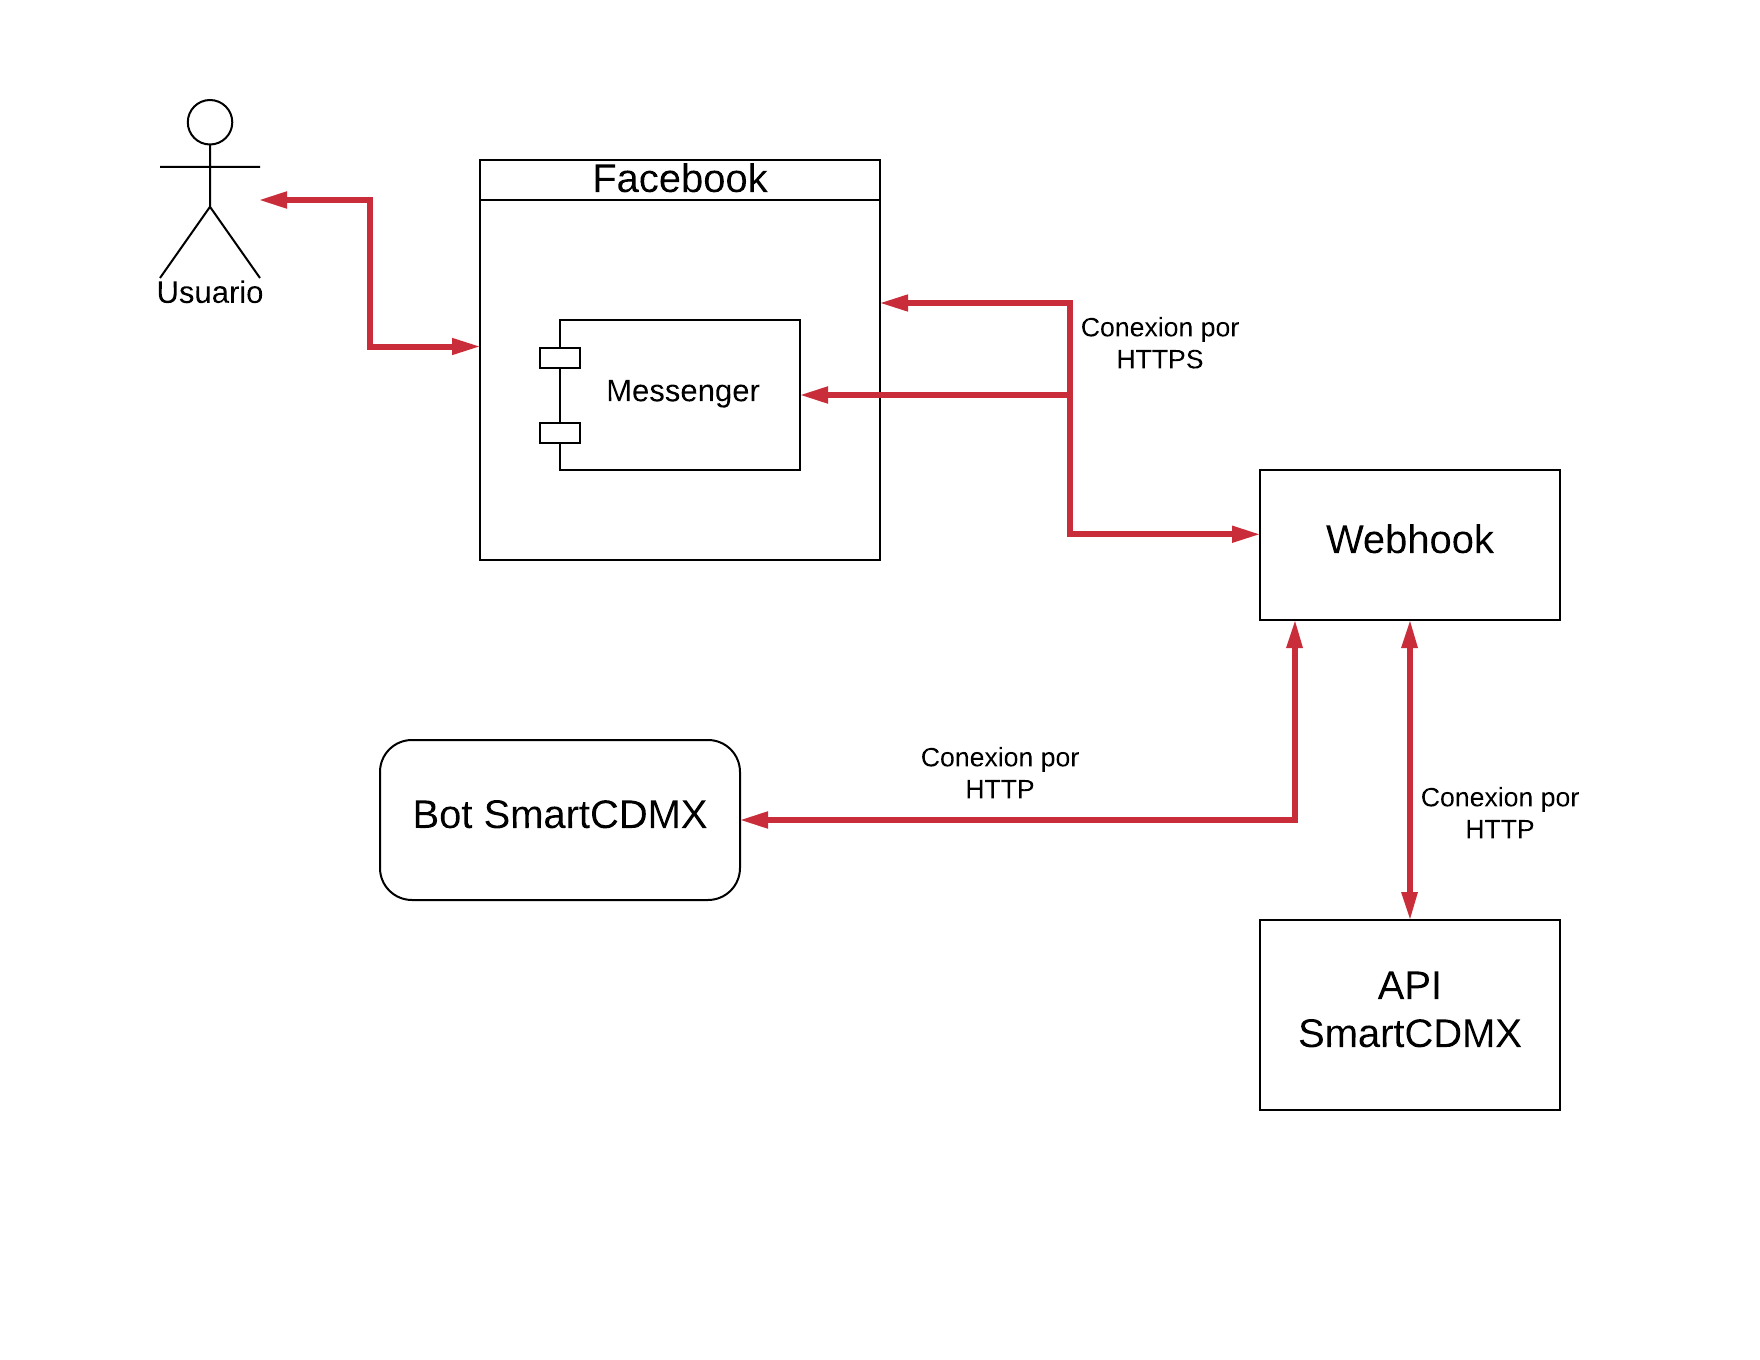 Usuario
Facebook
Messenger
Conexion por
HTTPS
Webhook
Conexion por
HTTP
Bot SmartCDMX
Conexion por
HTTP
API
SmartCDMX